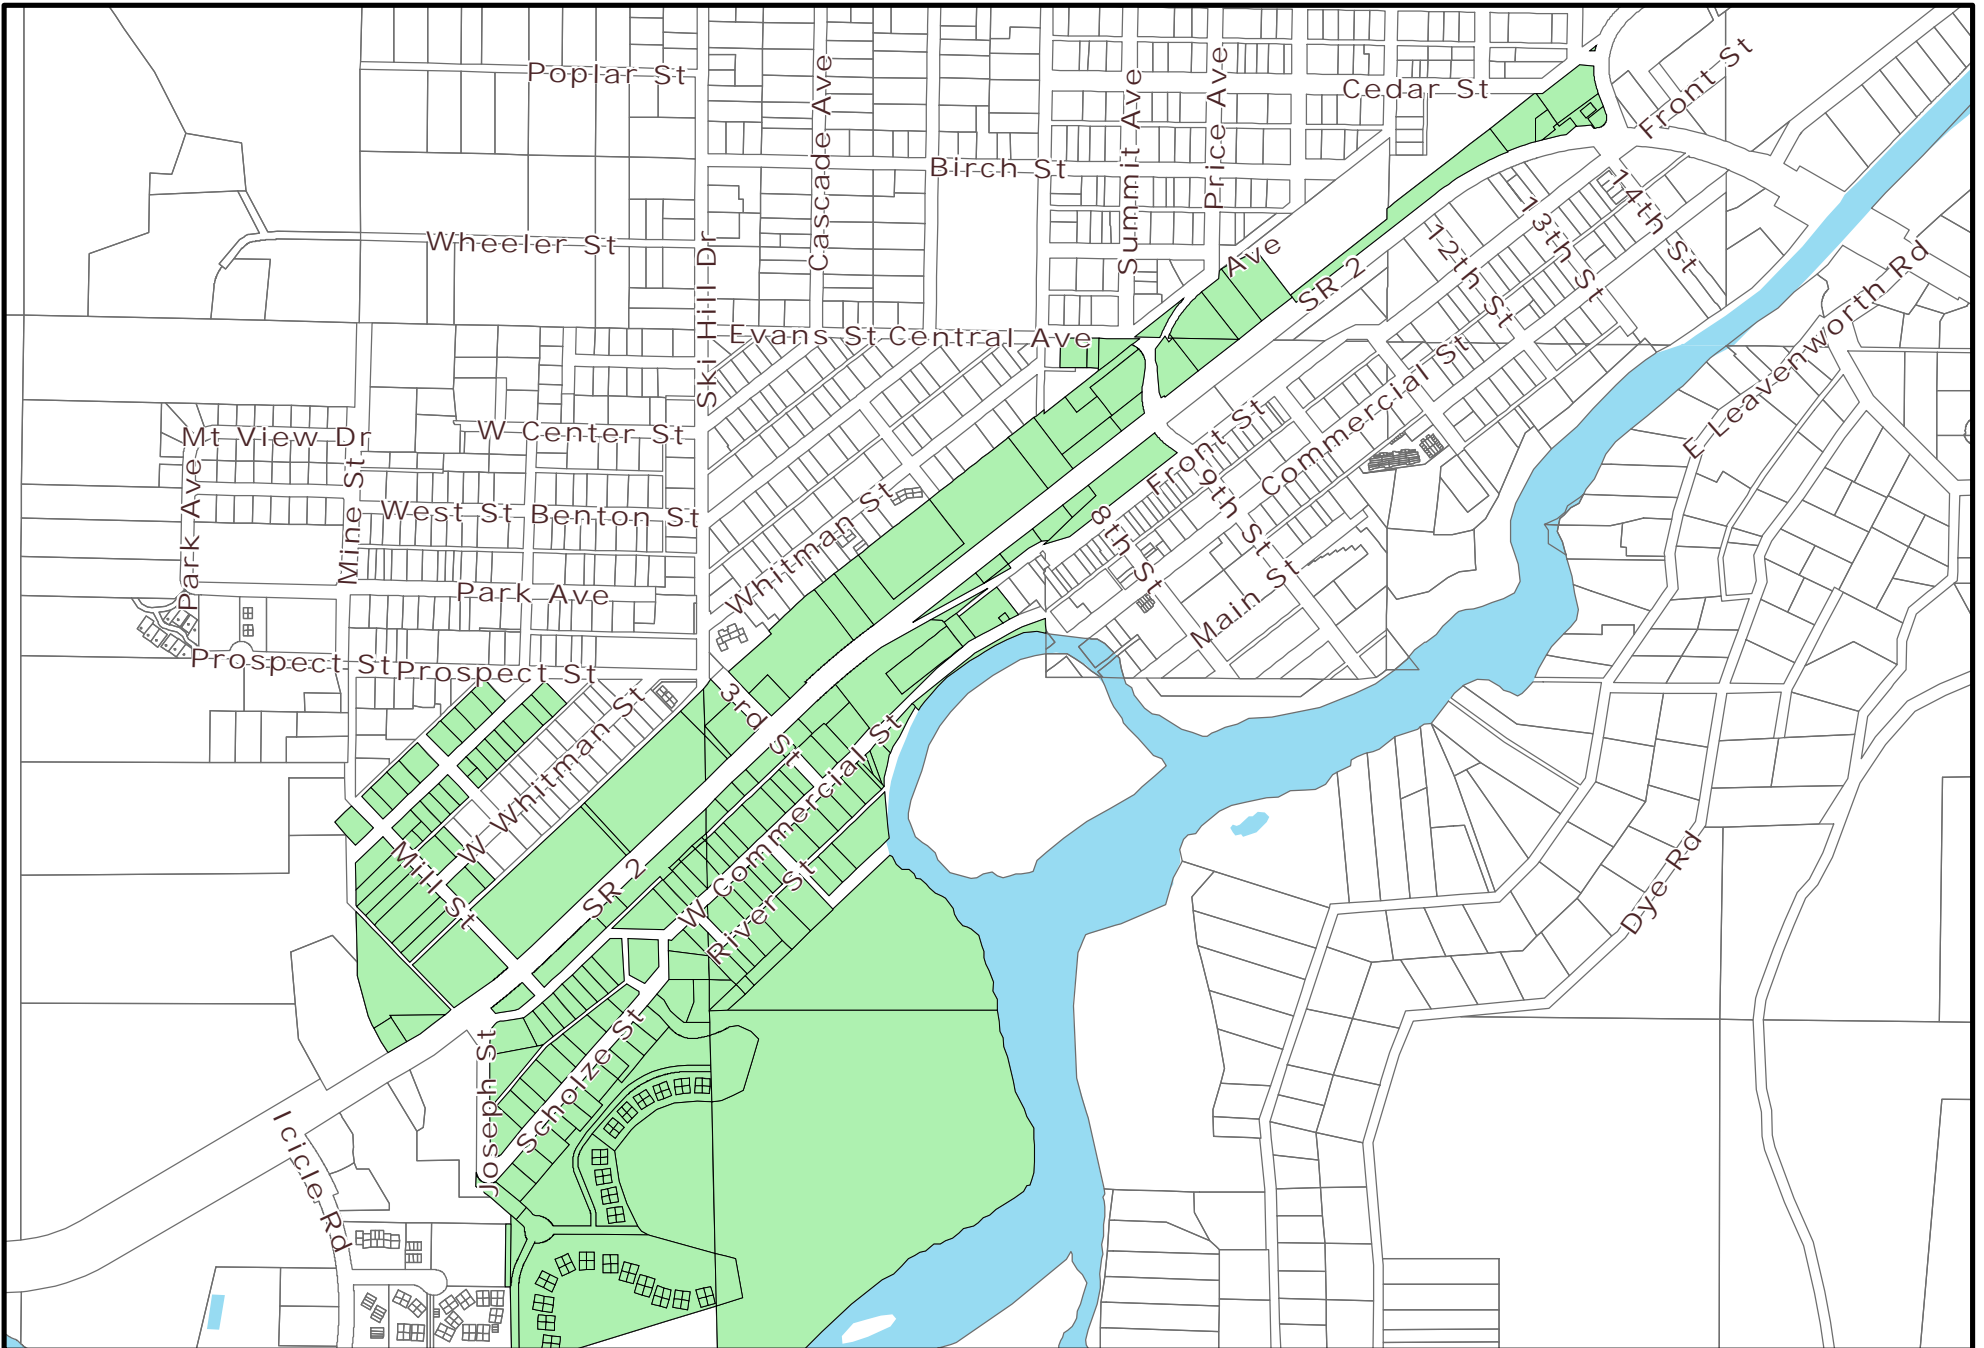 Front St
Poplar St
Cascade Ave
Summit Ave
Price Ave
Cedar St
Birch St
14th St
13th St
12th St
Wheeler St
Ski Hill Dr
Ave
SR 2
E Leavenworth Rd
Evans St
Central Ave
Mt View Dr
W Center St
Front St
Commercial St
Park Ave
Mine St
West St
Benton St
Whitman St
9th St
8th St
Park Ave
Main St
Prospect St
Prospect St
3rd St
W Whitman St
W Commercial St
Mill St
SR 2
River St
Dye Rd
Joseph St
Scholze St
Icicle Rd